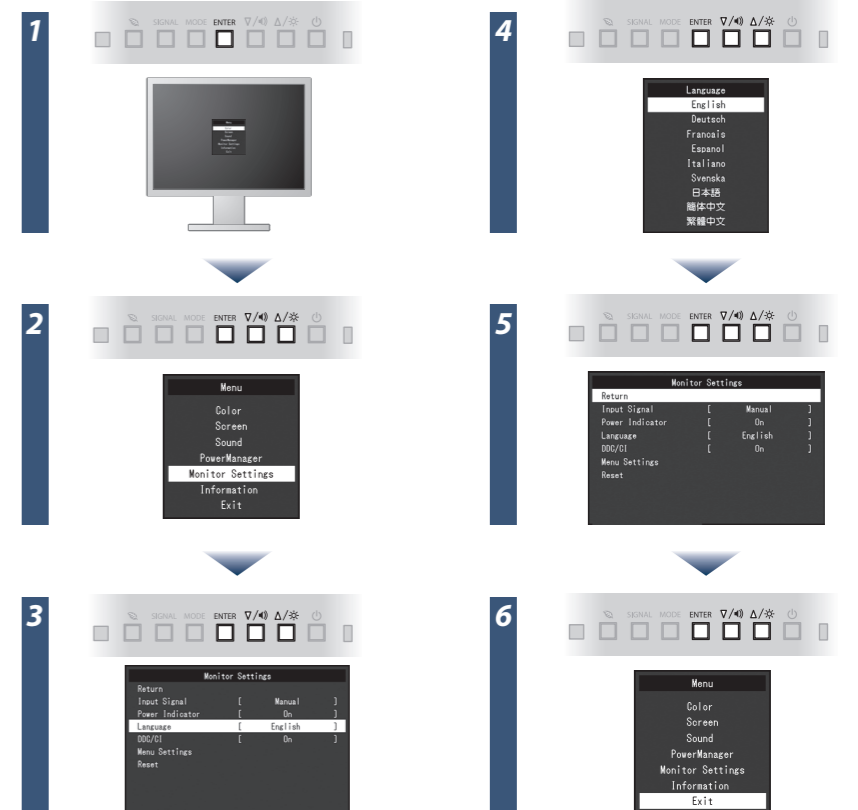 1
SIGNAL MODE ENTER ∇/ Δ/
Menu
2
SIGNAL MODE ENTER ∇/ Δ/
Menu
Color
Screen
Sound
PowerManager
Monitor Settings
Information
Exit
3
SIGNAL MODE ENTER ∇/ Δ/
Monitor Settings
Return
Input Signal [ Manual ]
Power Indicator [ On ]
Language [ English ]
DDC/CI [ On ]
Menu Settings
Reset
4
SIGNAL MODE ENTER ∇/ Δ/
Language
English
Deutsch
Francais
Espanol
Italiano
Svenska
日本語
簡体中文
繁體中文
5
SIGNAL MODE ENTER ∇/ Δ/
Monitor Settings
Return
Input Signal [ Manual ]
Power Indicator [ On ]
Language [ English ]
DDC/CI [ On ]
Menu Settings
Reset
6
SIGNAL MODE ENTER ∇/ Δ/
Menu
Color
Screen
Sound
PowerManager
Monitor Settings
Information
Exit